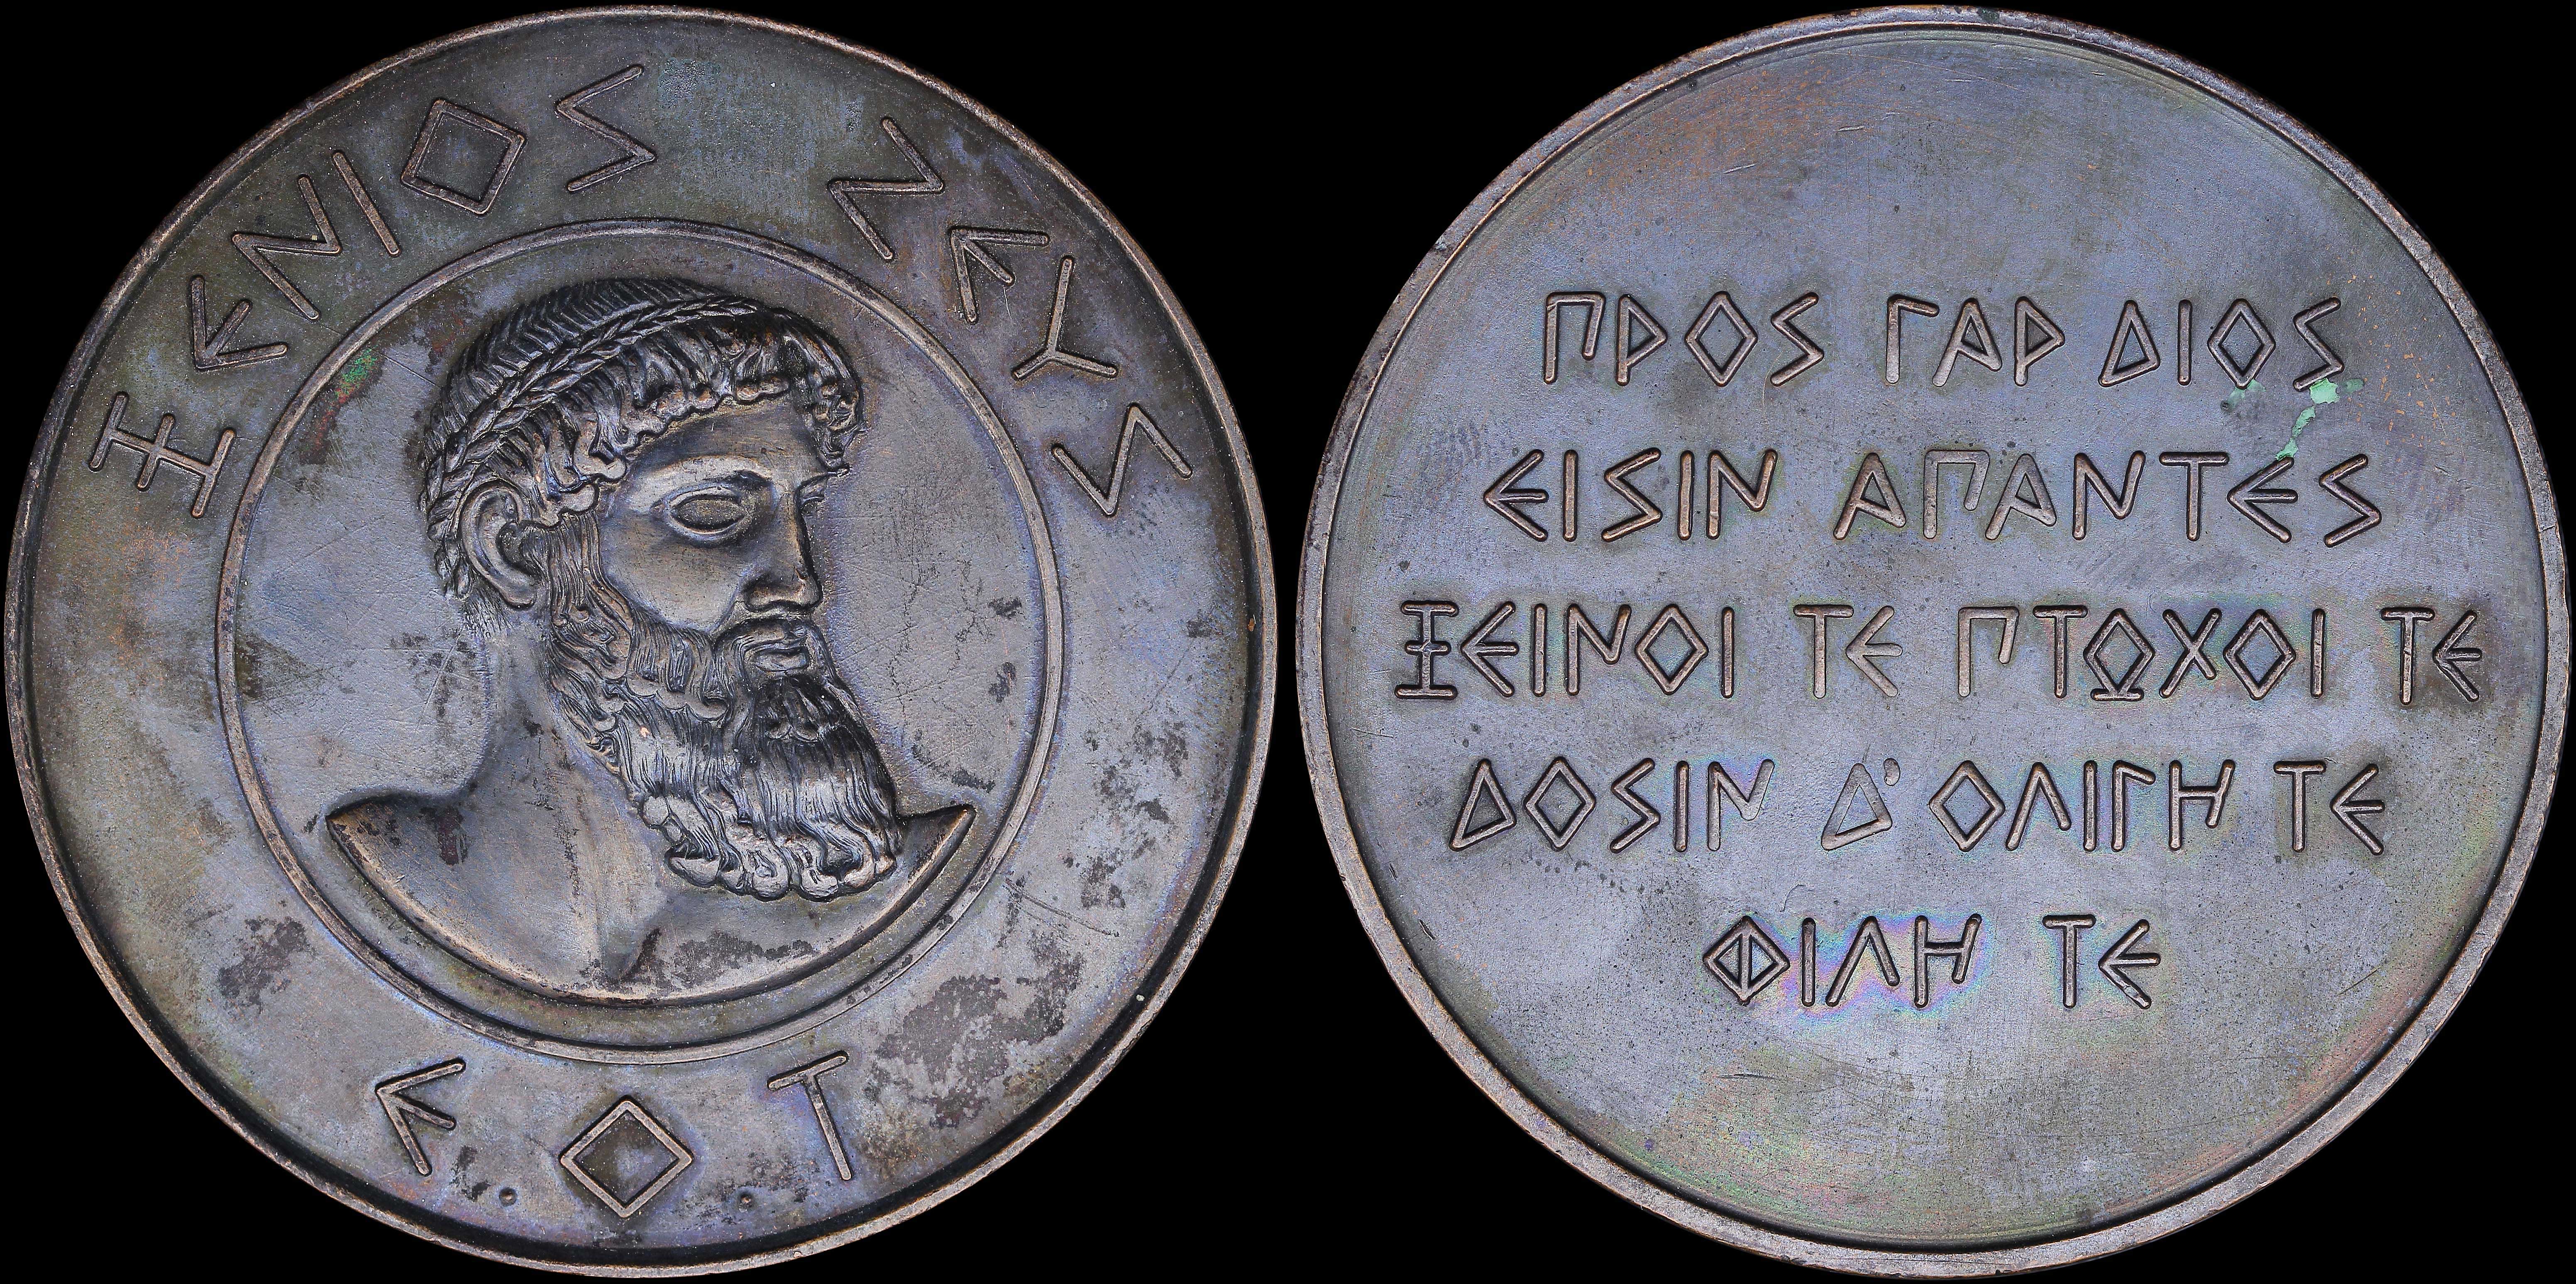 ΞΕΝΙΟΣ ΖΕΥΣ
Ε.Ο.Τ
ΠΡΟΣ ΓΑΡ ΔΙΟΣ
ΕΙΣΙΝ ΑΠΑΝΤΕΣ
ΞΕΙΝΟΙ ΤΕ ΠΤΩΧΟΙ ΤΕ
ΔΟΣΙΝ Δ' ΟΛΙΓΗ ΤΕ
ΦΙΛΗ ΤΕ